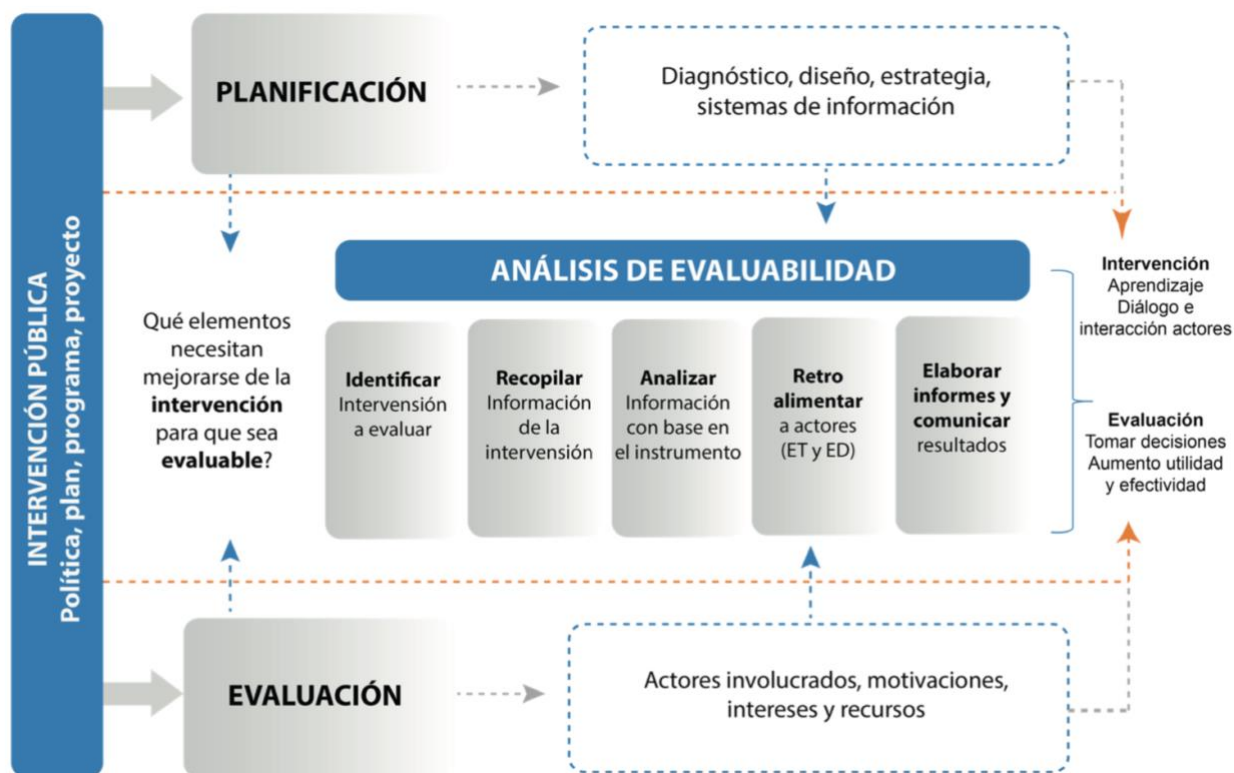 INTERVENCIÓN PÚBLICA
Política, plan, programa, proyecto
PLANIFICACIÓN
Diagnóstico, diseño, estrategia,
sistemas de información
Qué elementos
necesitan
mejorarse de la
intervención
para que sea
evaluable?
ANÁLISIS DE EVALUABILIDAD
Identificar
Intervensión
a evaluar
Recopilar
Información
de la
intervención
Analizar
Información
con base en
el instrumento
Retro
alimentar
a actores
(ET y ED)
Elaborar
informes y
comunicar
resultados
Intervención
Aprendizaje
Diálogo e
interacción actores
Evaluación
Tomar decisiones
Aumento utilidad
y efectividad
EVALUACIÓN
Actores involucrados, motivaciones,
intereses y recursos